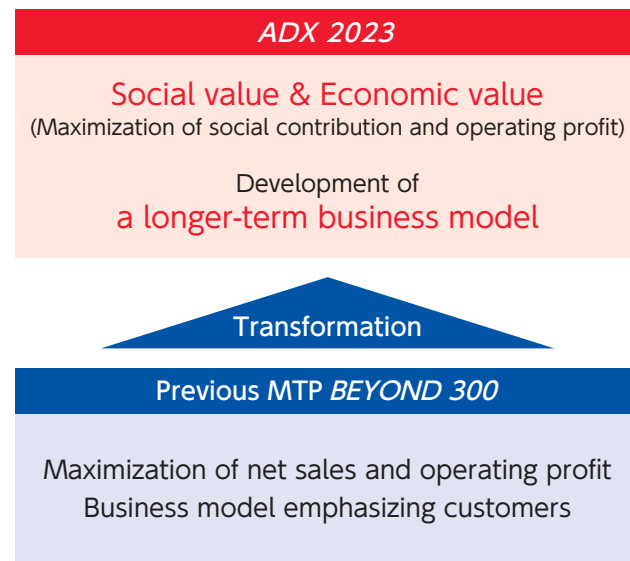 ADX 2023
Social value & Economic value
(Maximization of social contribution and operating profit)
Development of
a longer-term business model
Transformation
Previous MTP BEYOND 300
Maximization of net sales and operating profit
Business model emphasizing customers